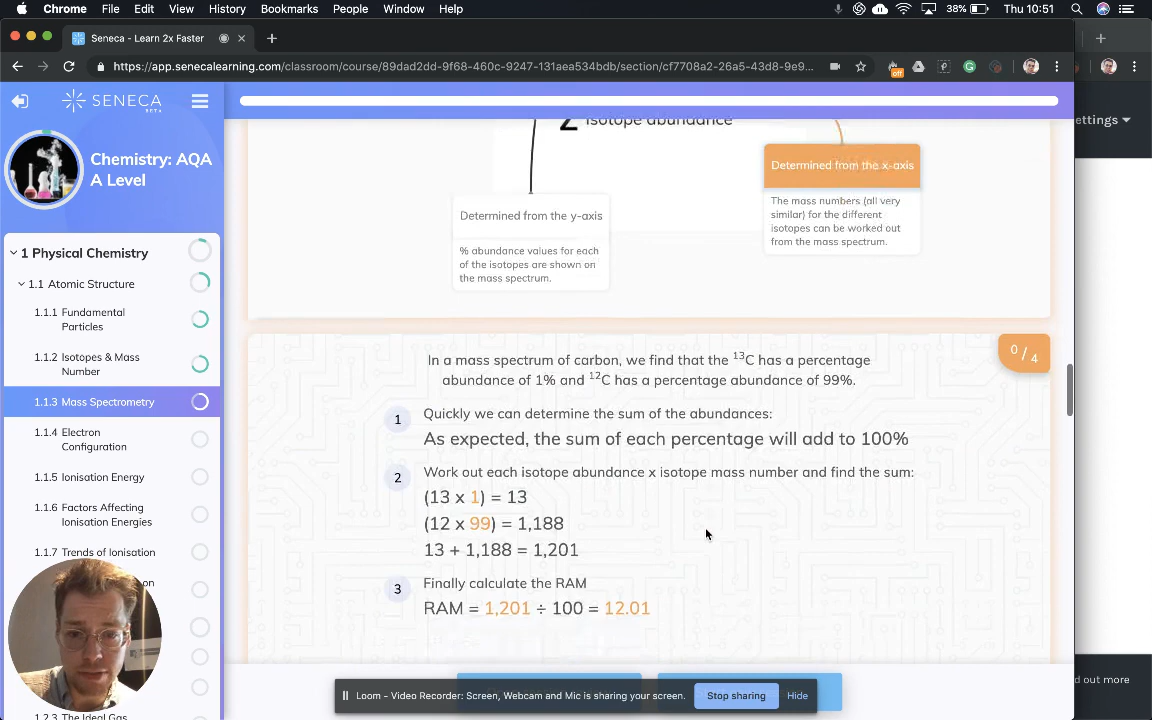 Chrome File Edit View History Bookmarks People Window Help 38% Thu 10:51
Seneca - Learn 2x Faster
https://app.senecalearning.com/classroom/course/89dad2dd-9f68-460c-9247-131aea534bdb/section/cf7708a2-26a5-43d8-9e9...
off
SENECA
BETA
ettings
Chemistry: AQA
A Level
1 Physical Chemistry
1.1 Atomic Structure
1.1.1 Fundamental
Particles
1.1.2 Isotopes & Mass
Number
1.1.3 Mass Spectrometry
1.1.4 Electron
Configuration
1.1.5 Ionisation Energy
1.1.6 Factors Affecting
Ionisation Energies
1.1.7 Trends of Ionisation
on
1.2.3 The Ideal Gas
Σ isotope abundance
Determined from the y-axis
% abundance values for each
of the isotopes are shown on
the mass spectrum.
Determined from the x-axis
The mass numbers (all very
similar) for the different
isotopes can be worked out
from the mass spectrum.
0/4
In a mass spectrum of carbon, we find that the ¹³C has a percentage
abundance of 1% and ¹²C has a percentage abundance of 99%.
1 Quickly we can determine the sum of the abundances:
As expected, the sum of each percentage will add to 100%
2 Work out each isotope abundance x isotope mass number and find the sum:
(13 x 1) = 13
(12 x 99) = 1,188
13 + 1,188 = 1,201
3 Finally calculate the RAM
RAM = 1,201 ÷ 100 = 12.01
Loom - Video Recorder: Screen, Webcam and Mic is sharing your screen. Stop sharing Hide
d out more